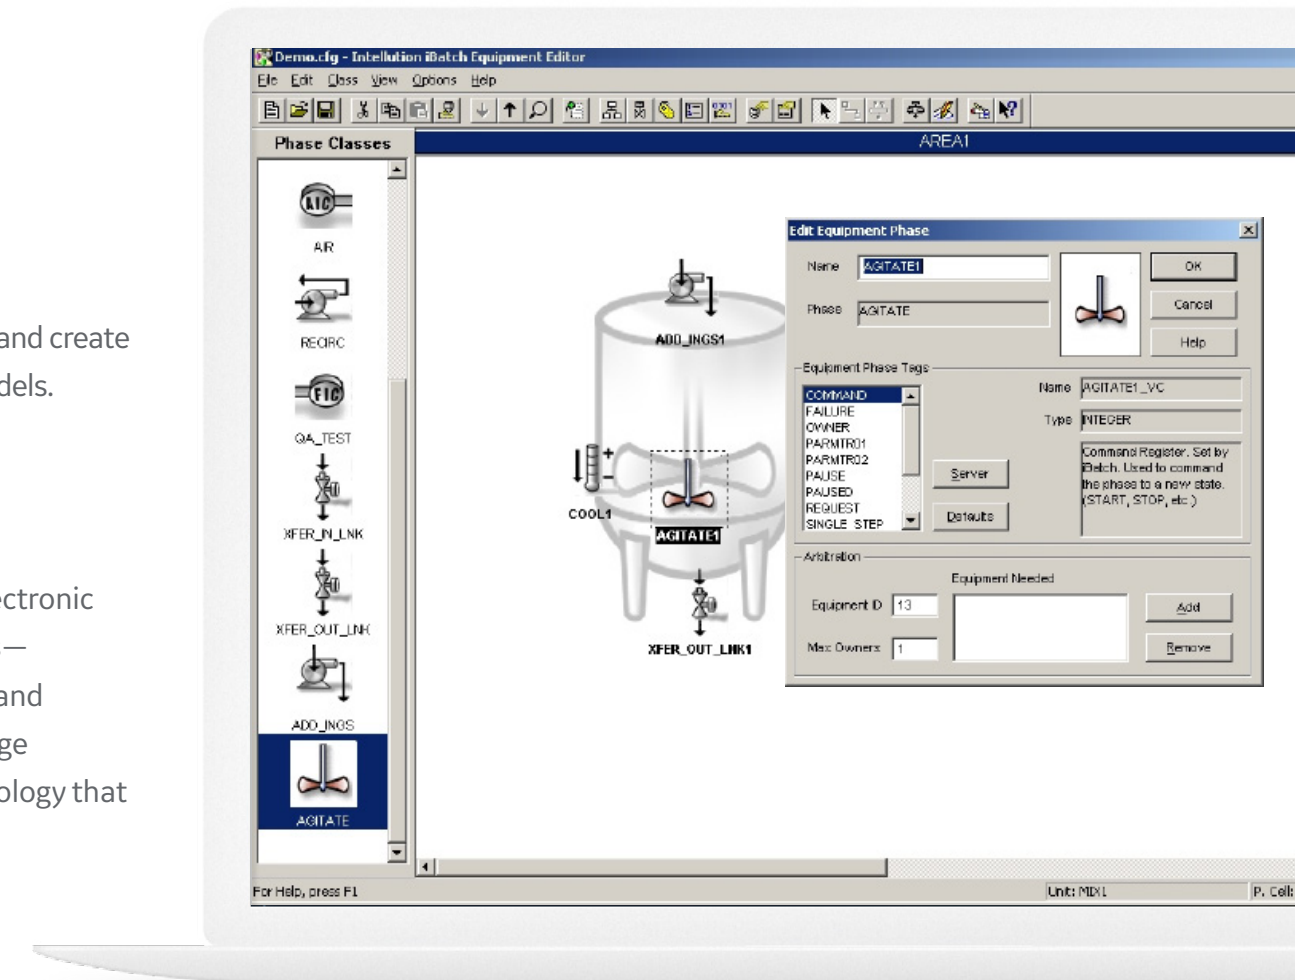 and create
dels.
ectronic
—
and
ge
ology that
Demo.cfg - Intellution iBatch Equipment Editor
File Edit Class View Options Help
Phase Classes
AREA1
AIR
RECIRC
QA_TEST
XFER_IN_LNK
XFER_OUT_LNK
ADD_INGS
AGITATE
ADD_INGS1
COOL1
AGITATE1
XFER_OUT_LNK1
Edit Equipment Phase
Name AGITATE1
OK
Phase AGITATE
Cancel
Help
Equipment Phase Tags
COMMAND
FAILURE
OWNER
PARMTR01
PARMTR02
PAUSE
PAUSED
REQUEST
SINGLE_STEP
Server
Defaults
Name AGITATE1_VC
Type INTEGER
Command Register. Set by
iBatch. Used to command
the phase to a new state.
(START, STOP, etc.)
Arbitration
Equipment Needed
Equipment ID 13
Add
Max Owners 1
Remove
For Help, press F1
Unit: MIX1
P. Cell: